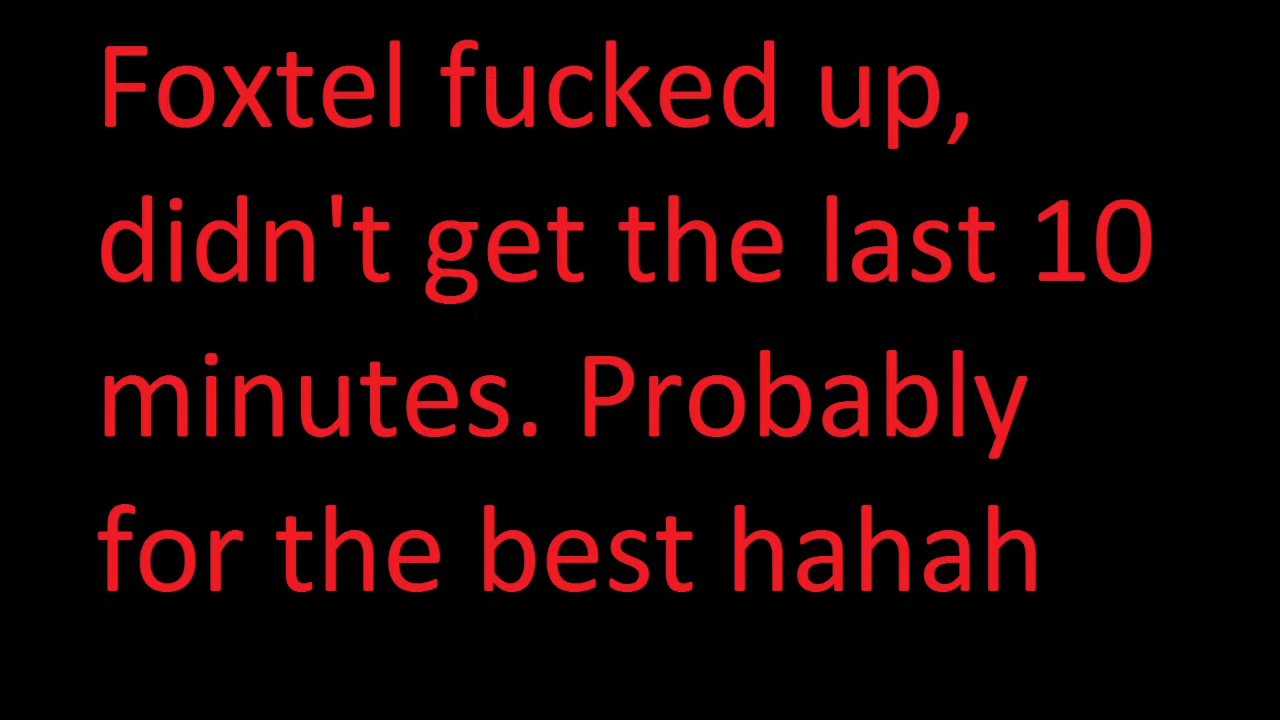 Foxtel fucked up,
didn't get the last 10
minutes. Probably
for the best hahah